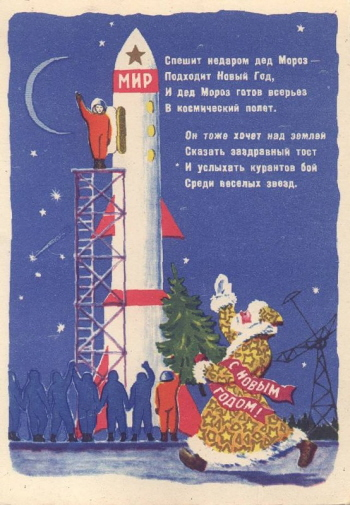 МИР
Спешит недаром дед Мороз—
Подходит Новый Год,
И дед Мороз готов всерьез
В космический полет.
Он тоже хочет над землей
Сказать заздравный тост
И услыхать курантов бой
Среди веселых звезд.
С НОВЫМ
ГОДОМ!